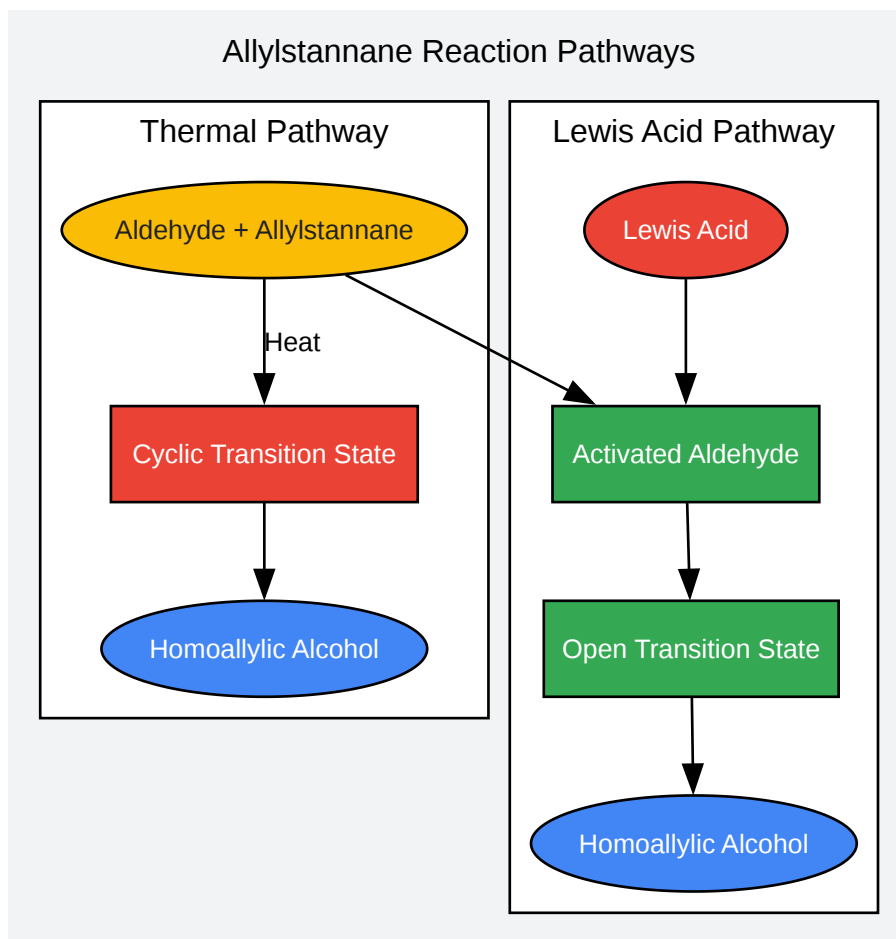 Allylstannane Reaction Pathways
Thermal Pathway
Aldehyde + Allylstannane
Heat
Cyclic Transition State
Homoallylic Alcohol
Lewis Acid Pathway
Lewis Acid
Activated Aldehyde
Open Transition State
Homoallylic Alcohol